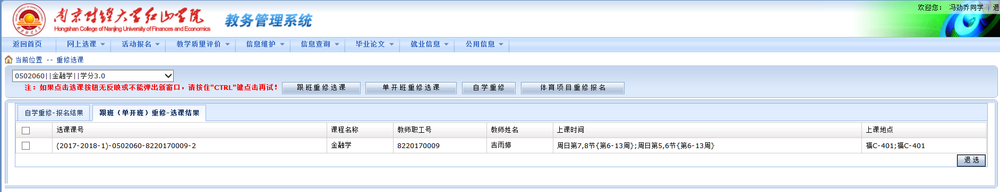 南京财经大学红山学院
Hongshan College of Nanjing University of Finances and Economics
教务管理系统
欢迎您： 冯劲乔同学 退
返回首页 网上选课 活动报名 教学质量评价 信息维护 信息查询 毕业论文 就业信息 公用信息
当前位置 -- 重修选课
0502060||金融学||学分3.0
注：如果点击选课按钮无反映或不能弹出新窗口，请按住"CTRL"键点击再试！ 跟班重修选课 单开班重修选课 自学重修 体育项目重修报名
自学重修-报名结果 跟班（单开班）重修-选课结果
选课课号 课程名称 教师职工号 教师姓名 上课时间 上课地点
(2017-2018-1)-0502060-8220170009-2 金融学 8220170009 吉雨婷 周日第7,8节{第6-13周};周日第5,6节{第6-13周} 福C-401;福C-401
退选